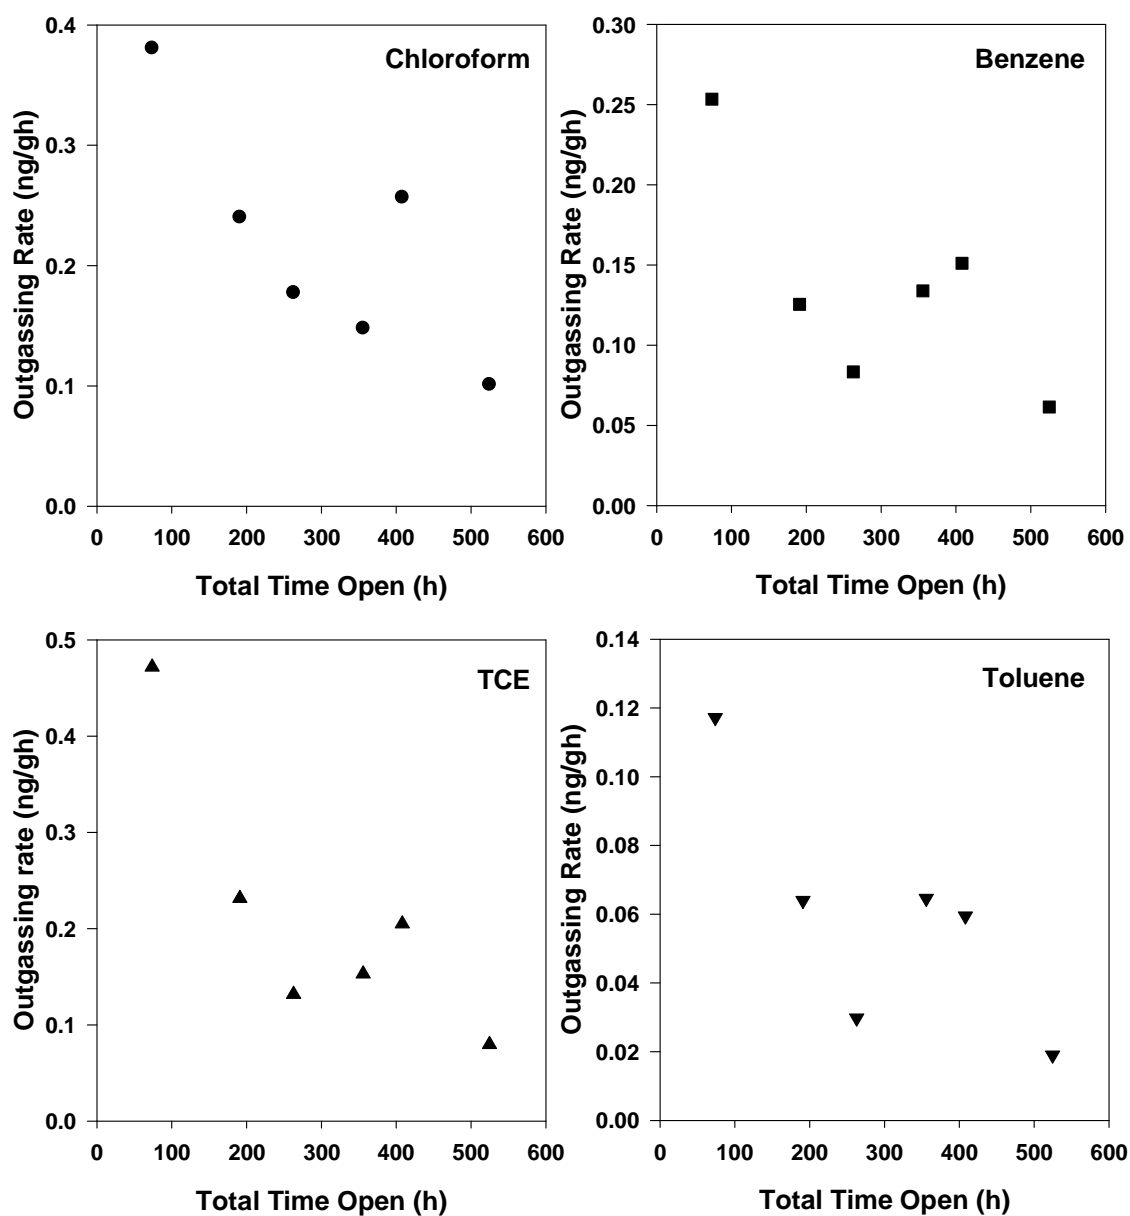 Chloroform
Outgassing Rate (ng/gh)
0.4
0.3
0.2
0.1
0.0
0 100 200 300 400 500 600
Total Time Open (h)
Benzene
Outgassing Rate (ng/gh)
0.30
0.25
0.20
0.15
0.10
0.05
0.00
0 100 200 300 400 500 600
Total Time Open (h)
TCE
Outgassing rate (ng/gh)
0.5
0.4
0.3
0.2
0.1
0.0
0 100 200 300 400 500 600
Total Time Open (h)
Toluene
Outgassing Rate (ng/gh)
0.14
0.12
0.10
0.08
0.06
0.04
0.02
0.00
0 100 200 300 400 500 600
Total Time Open (h)